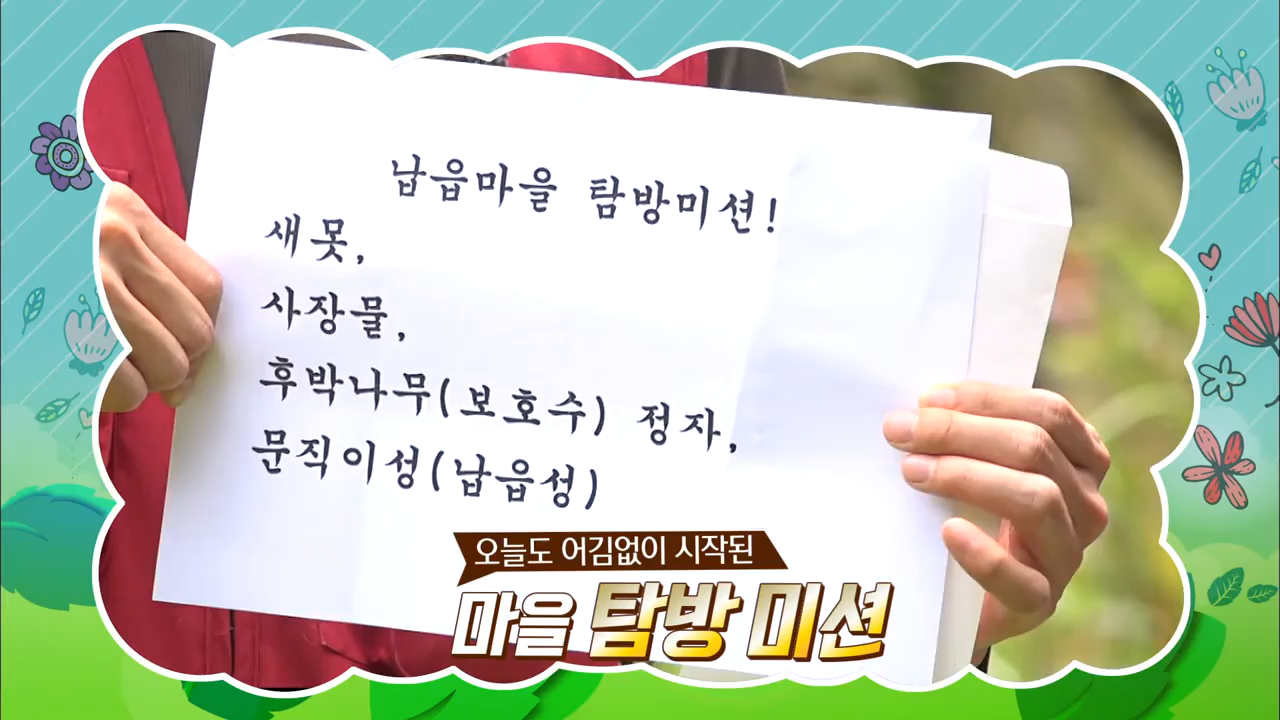 납읍마을 탐방미션!
새못,
사장물,
후박나무(보호수) 정자,
문직이성(납읍성)
오늘도 어김없이 시작된
마을 탐방 미션